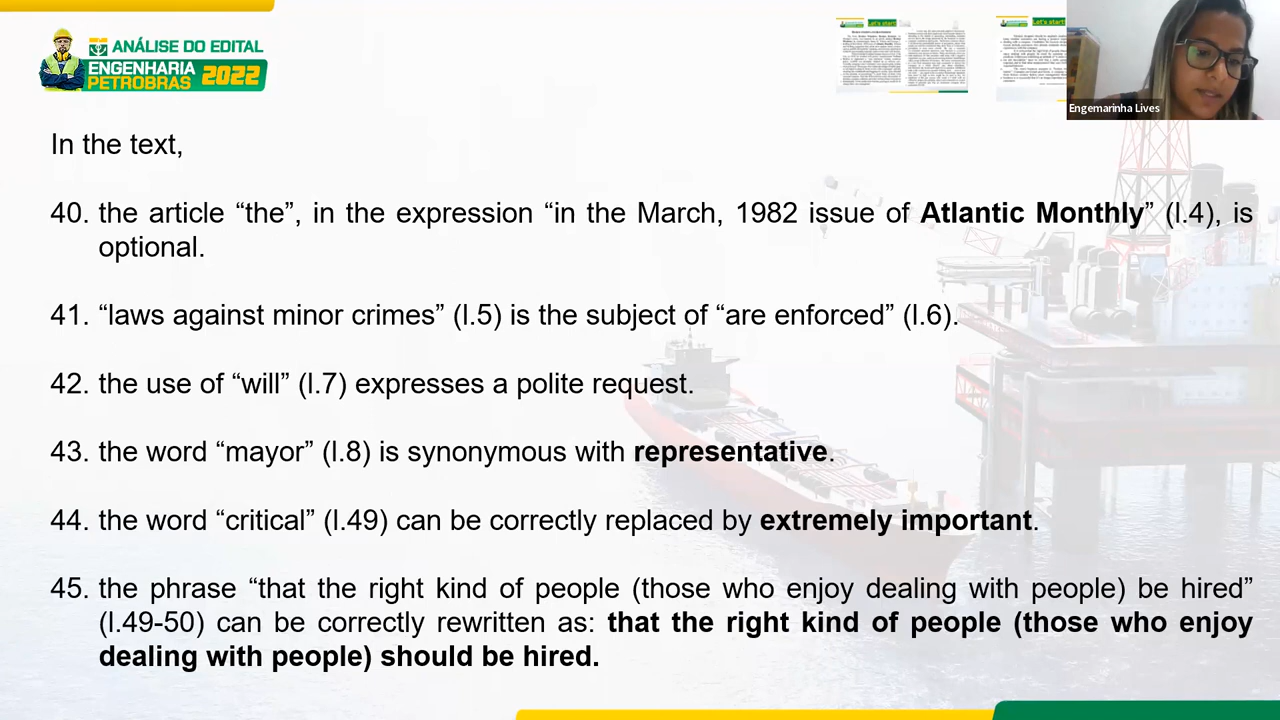 ANÁLISE DO EDITAL
ENGENHARIA
PETROBRAS 2022
Let's start!
Let's start!
Engemarinha Lives
In the text,
40. the article “the”, in the expression “in the March, 1982 issue of Atlantic Monthly” (l.4), is
optional.
41. “laws against minor crimes” (l.5) is the subject of “are enforced” (l.6).
42. the use of “will” (l.7) expresses a polite request.
43. the word “mayor” (l.8) is synonymous with representative.
44. the word “critical” (l.49) can be correctly replaced by extremely important.
45. the phrase “that the right kind of people (those who enjoy dealing with people) be hired”
(l.49-50) can be correctly rewritten as: that the right kind of people (those who enjoy
dealing with people) should be hired.